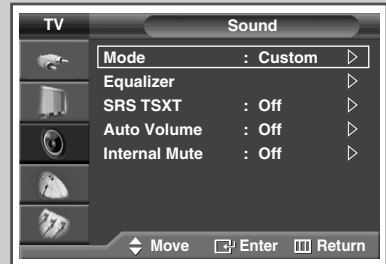 TV Sound
Mode : Custom
Equalizer
SRS TSXT : Off
Auto Volume : Off
Internal Mute : Off
Move Enter Return